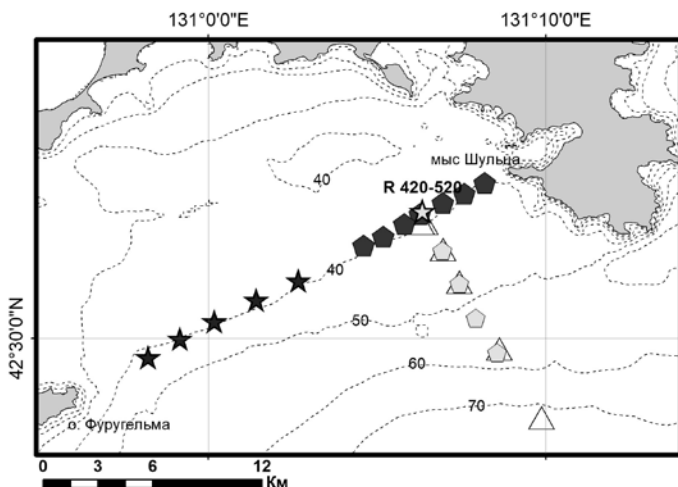 131°0'0"E
131°10'0"E
мыс Шульца
40
R 420-520
40
50
42°30'0"N
60
70
о. Фуругельма
0 3 6 12
Км